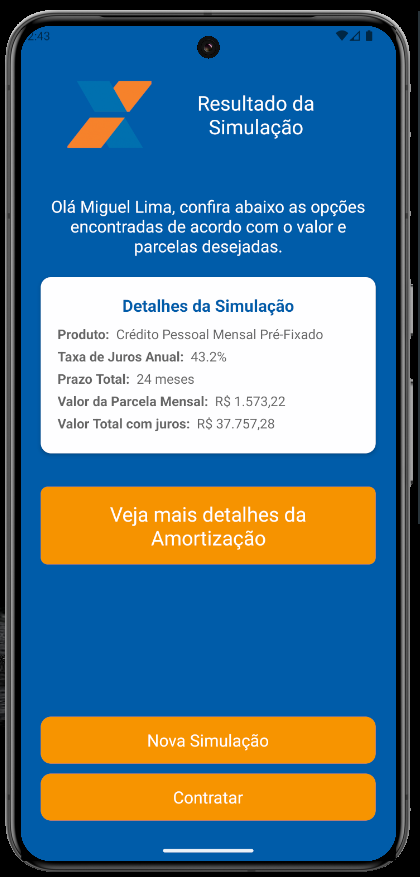 2:43
Resultado da
Simulação
Olá Miguel Lima, confira abaixo as opções
encontradas de acordo com o valor e
parcelas desejadas.
Detalhes da Simulação
Produto: Crédito Pessoal Mensal Pré-Fixado
Taxa de Juros Anual: 43.2%
Prazo Total: 24 meses
Valor da Parcela Mensal: R$ 1.573,22
Valor Total com juros: R$ 37.757,28
Veja mais detalhes da
Amortização
Nova Simulação
Contratar